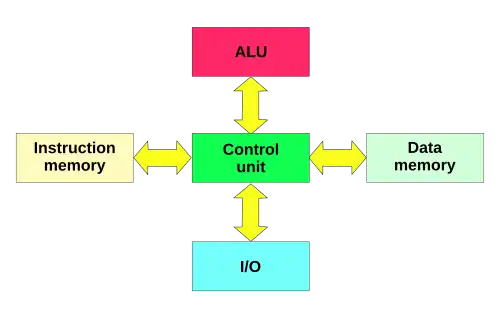 ALU
Instruction
memory
Control
unit
Data
memory
I/O